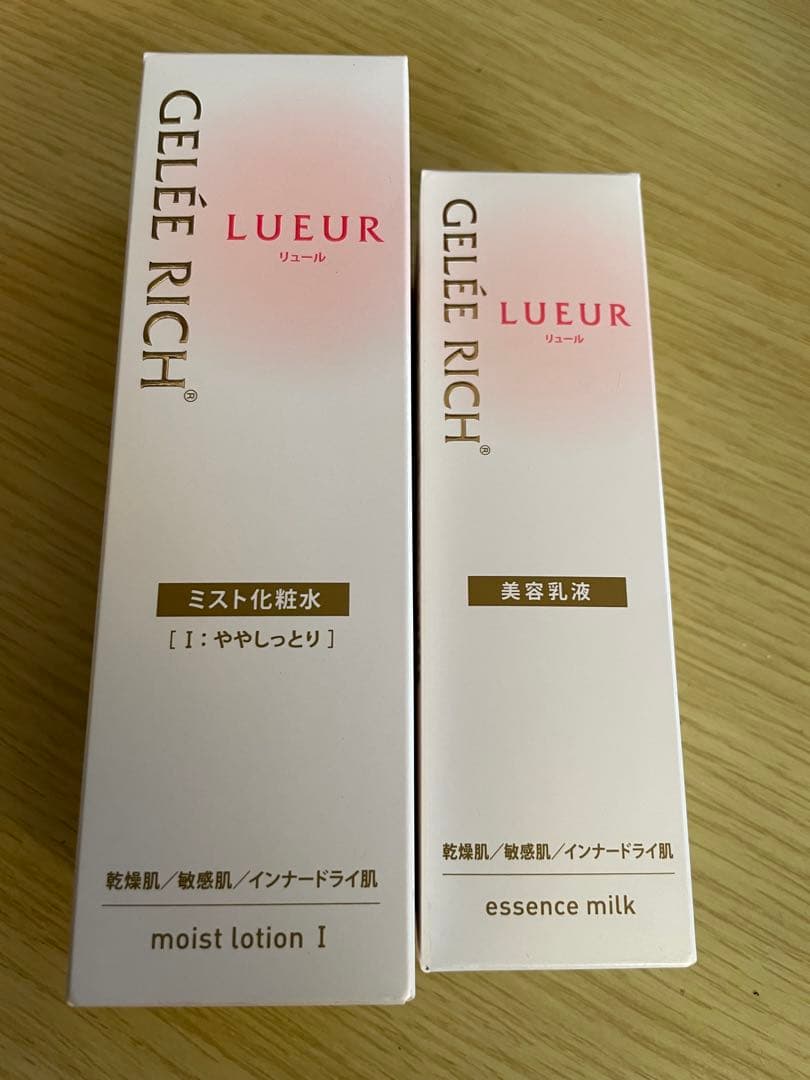 GELÉE RICH®
LUEUR
リュール
ミスト化粧水
[ I:ややしっとり ]
乾燥肌/敏感肌/インナードライ肌
moist lotion I
GELÉE RICH®
LUEUR
リュール
美容乳液
乾燥肌/敏感肌/インナードライ肌
essence milk